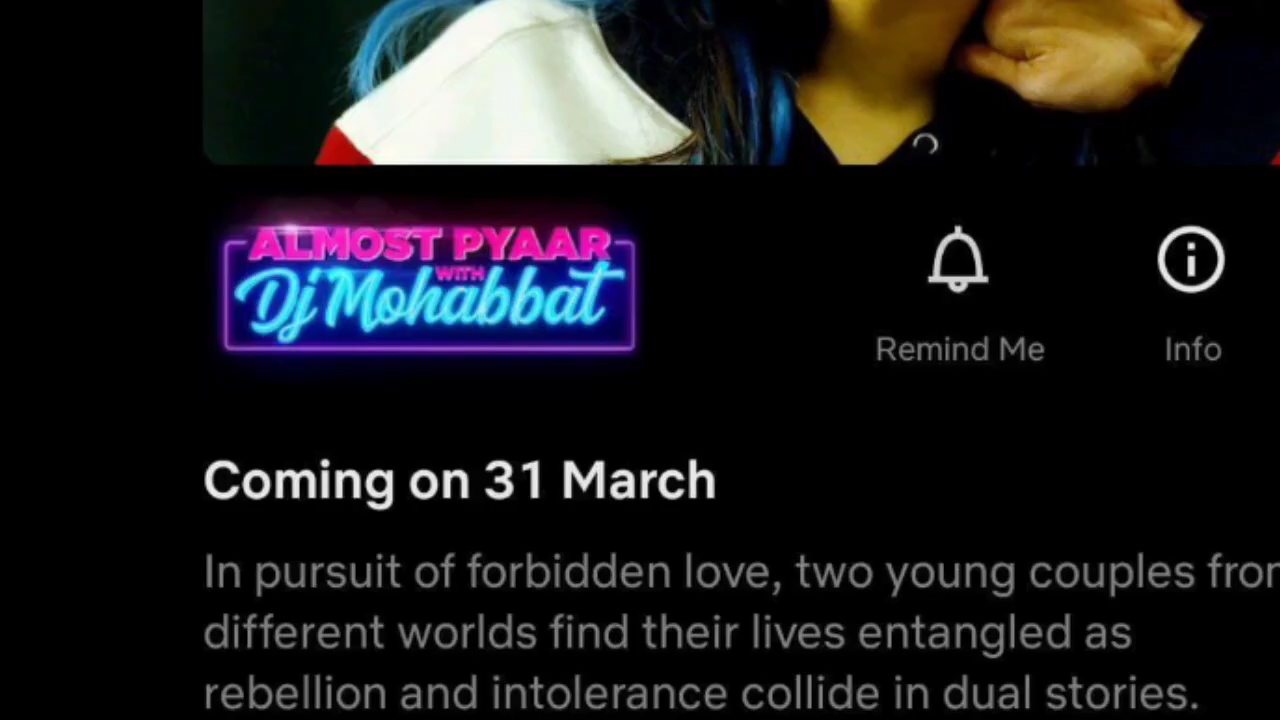 ALMOST PYAAR
WITH
Dj Mohabbat
Remind Me
Info
Coming on 31 March
In pursuit of forbidden love, two young couples
different worlds find their lives entangled as
rebellion and intolerance collide in dual stories.